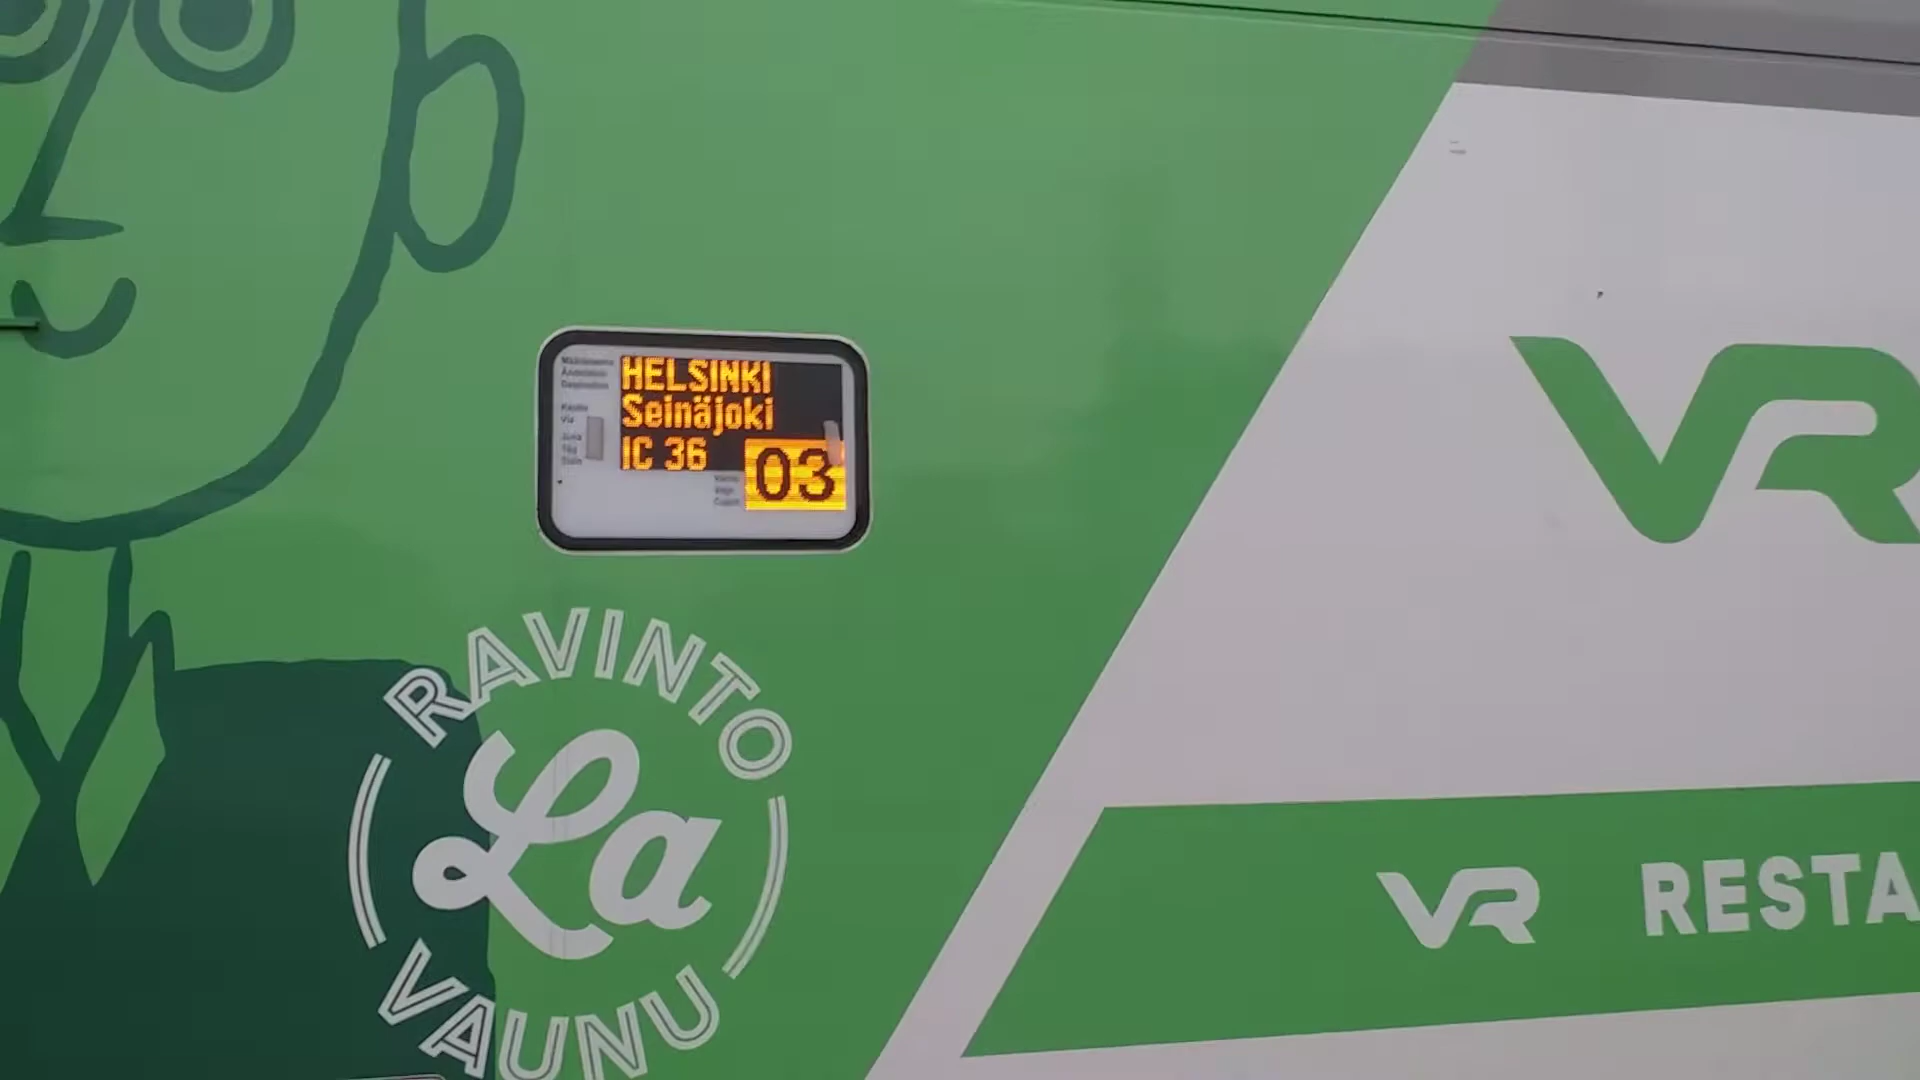 HELSINKI
Seinäjoki
IC 36
03
VR
RAVINTO
La
VAUNU
VR RESTA